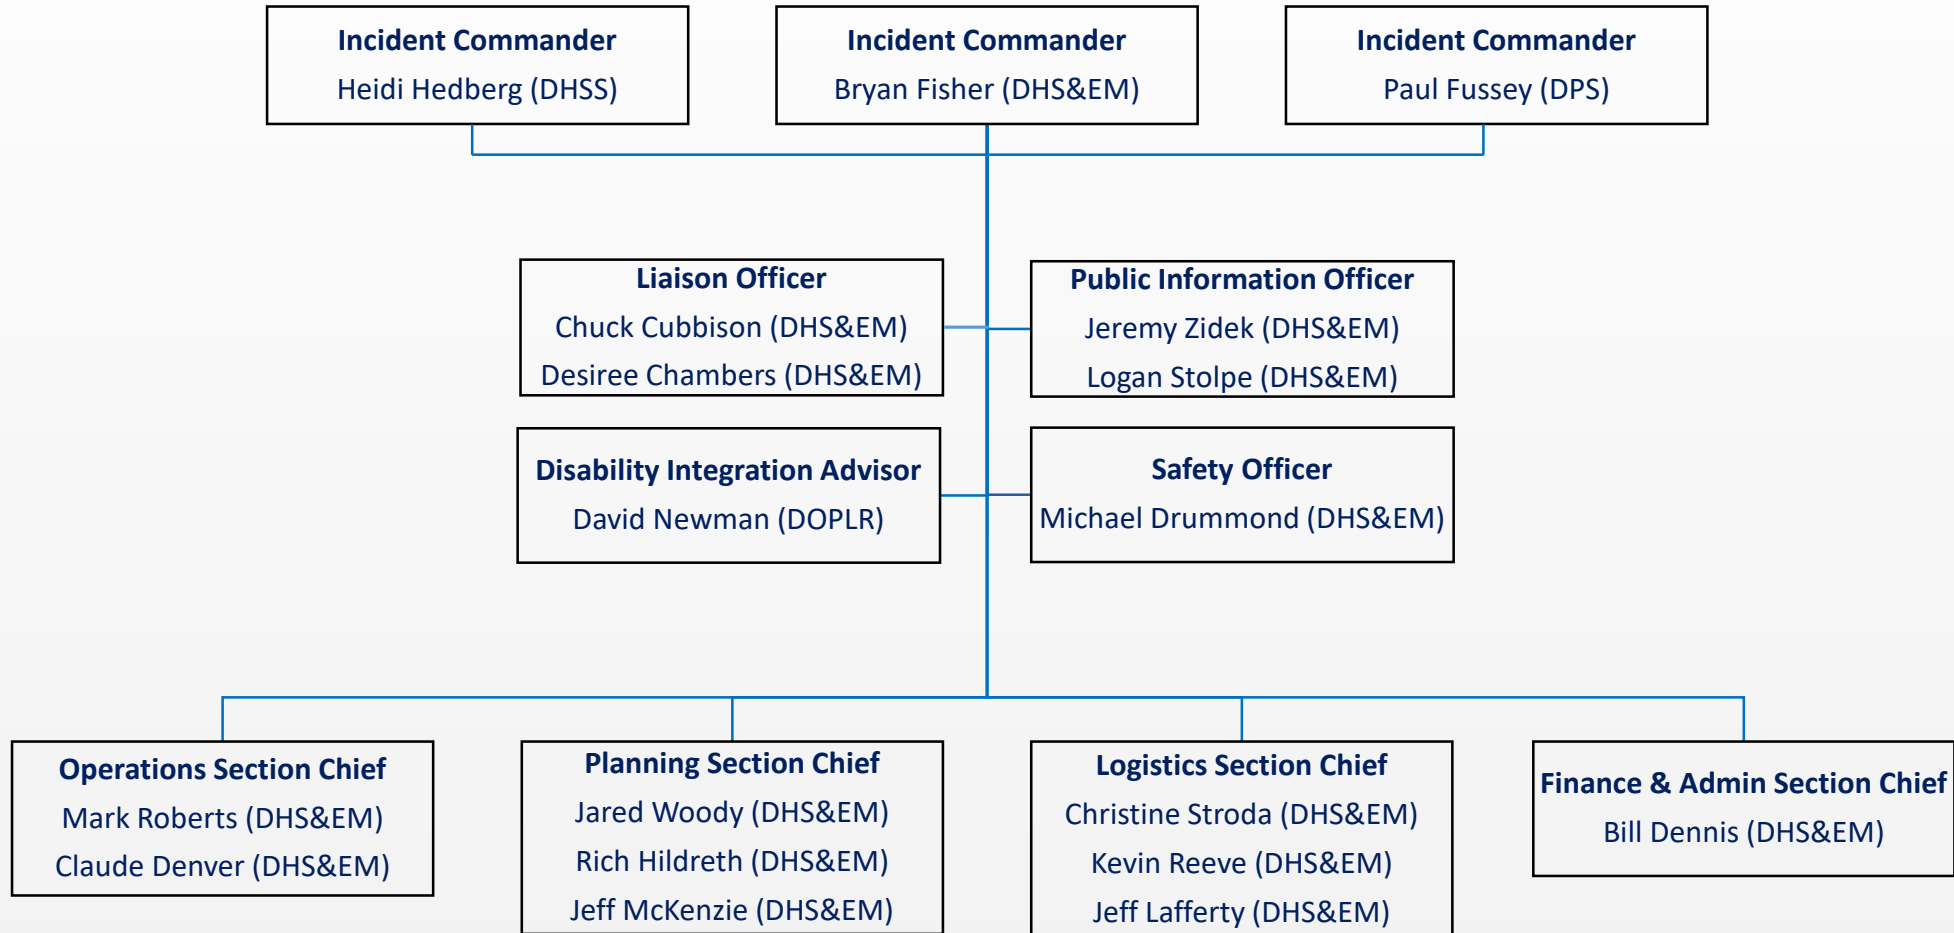 Incident Commander
Heidi Hedberg (DHSS)
Incident Commander
Bryan Fisher (DHS&EM)
Incident Commander
Paul Fussey (DPS)
Liaison Officer
Chuck Cubbison (DHS&EM)
Desiree Chambers (DHS&EM)
Public Information Officer
Jeremy Zidek (DHS&EM)
Logan Stolpe (DHS&EM)
Disability Integration Advisor
David Newman (DOPLR)
Safety Officer
Michael Drummond (DHS&EM)
Operations Section Chief
Mark Roberts (DHS&EM)
Claude Denver (DHS&EM)
Planning Section Chief
Jared Woody (DHS&EM)
Rich Hildreth (DHS&EM)
Jeff McKenzie (DHS&EM)
Logistics Section Chief
Christine Stroda (DHS&EM)
Kevin Reeve (DHS&EM)
Jeff Lafferty (DHS&EM)
Finance & Admin Section Chief
Bill Dennis (DHS&EM)